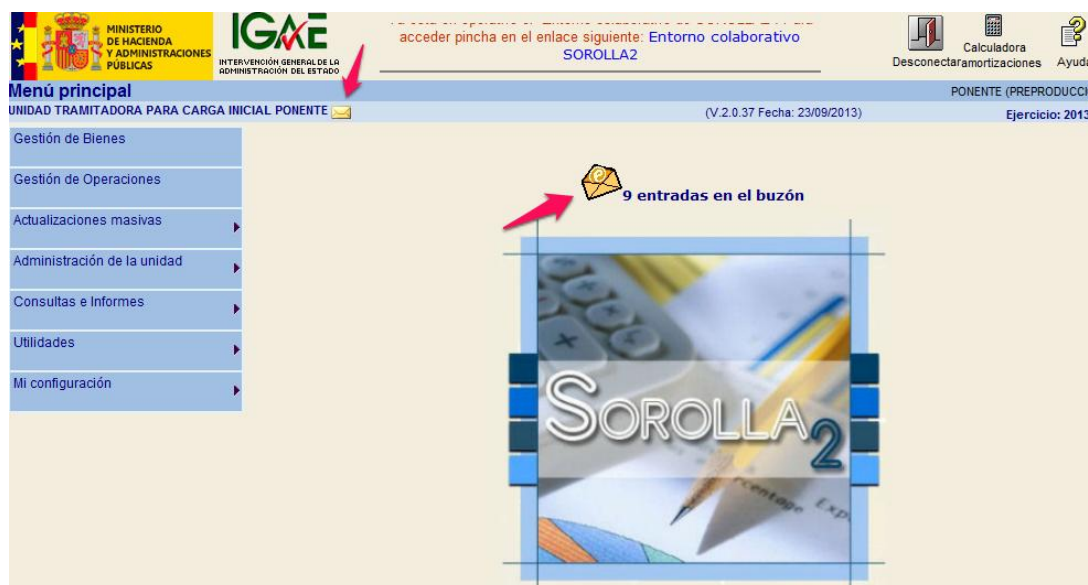 MINISTERIO
DE HACIENDA
Y ADMINISTRACIONES
PÚBLICAS
IGAE
INTERVENCIÓN GENERAL DE LA
ADMINISTRACIÓN DEL ESTADO
acceder pincha en el enlace siguiente: Entorno colaborativo
SOROLLA2
Desconectar
Calculadora
amortizaciones
Ayuda
Menú principal
PONENTE (PREPRODUCCI
UNIDAD TRAMITADORA PARA CARGA INICIAL PONENTE
(V.2.0.37 Fecha: 23/09/2013)
Ejercicio: 2013
Gestión de Bienes
Gestión de Operaciones
Actualizaciones masivas
Administración de la unidad
Consultas e Informes
Utilidades
Mi configuración
9 entradas en el buzón
SOROLLA2